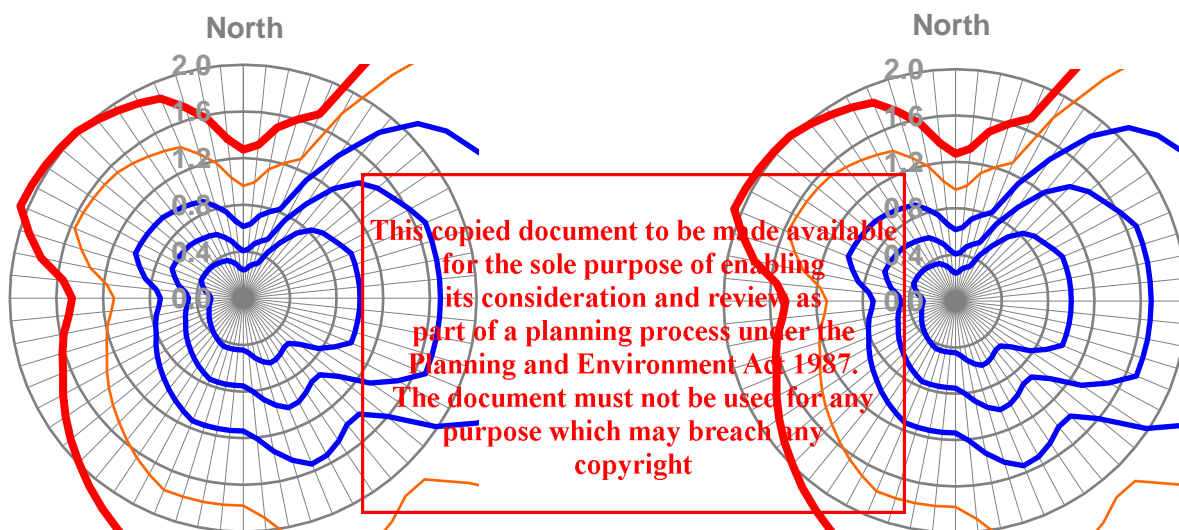 North
North
2.0
2.0
1.6
1.6
1.2
1.2
0.8
0.8
0.4
0.4
0.0
0.0
This copied document to be made available
for the sole purpose of enabling
its consideration and review as
part of a planning process under the
Planning and Environment Act 1987.
The document must not be used for any
purpose which may breach any
copyright